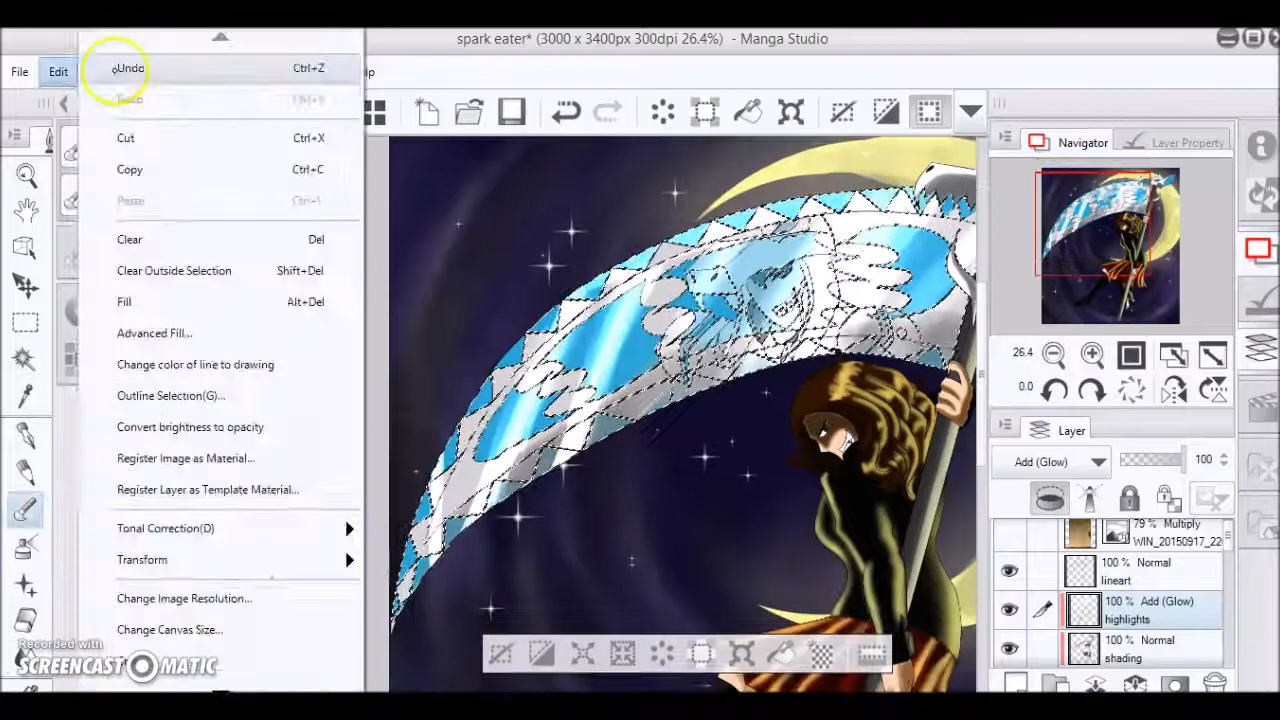 spark eater* (3000 x 3400px 300dpi 26.4%) - Manga Studio
File Edit lp
Undo Ctrl+Z
Cut Ctrl+X
Copy Ctrl+C
Paste
Clear Del
Clear Outside Selection Shift+Del
Fill Alt+Del
Advanced Fill...
Change color of line to drawing
Outline Selection(G)...
Convert brightness to opacity
Register Image as Material...
Register Layer as Template Material...
Tonal Correction(D)
Transform
Change Image Resolution...
Change Canvas Size...
Navigator Layer Property
26.4
0.0
Layer
Add (Glow) 100
79 % Multiply
WIN_20150917_22
100 % Normal
lineart
100 % Add (Glow)
highlights
100 % Normal
shading
Recorded with
SCREENCAST MATIC